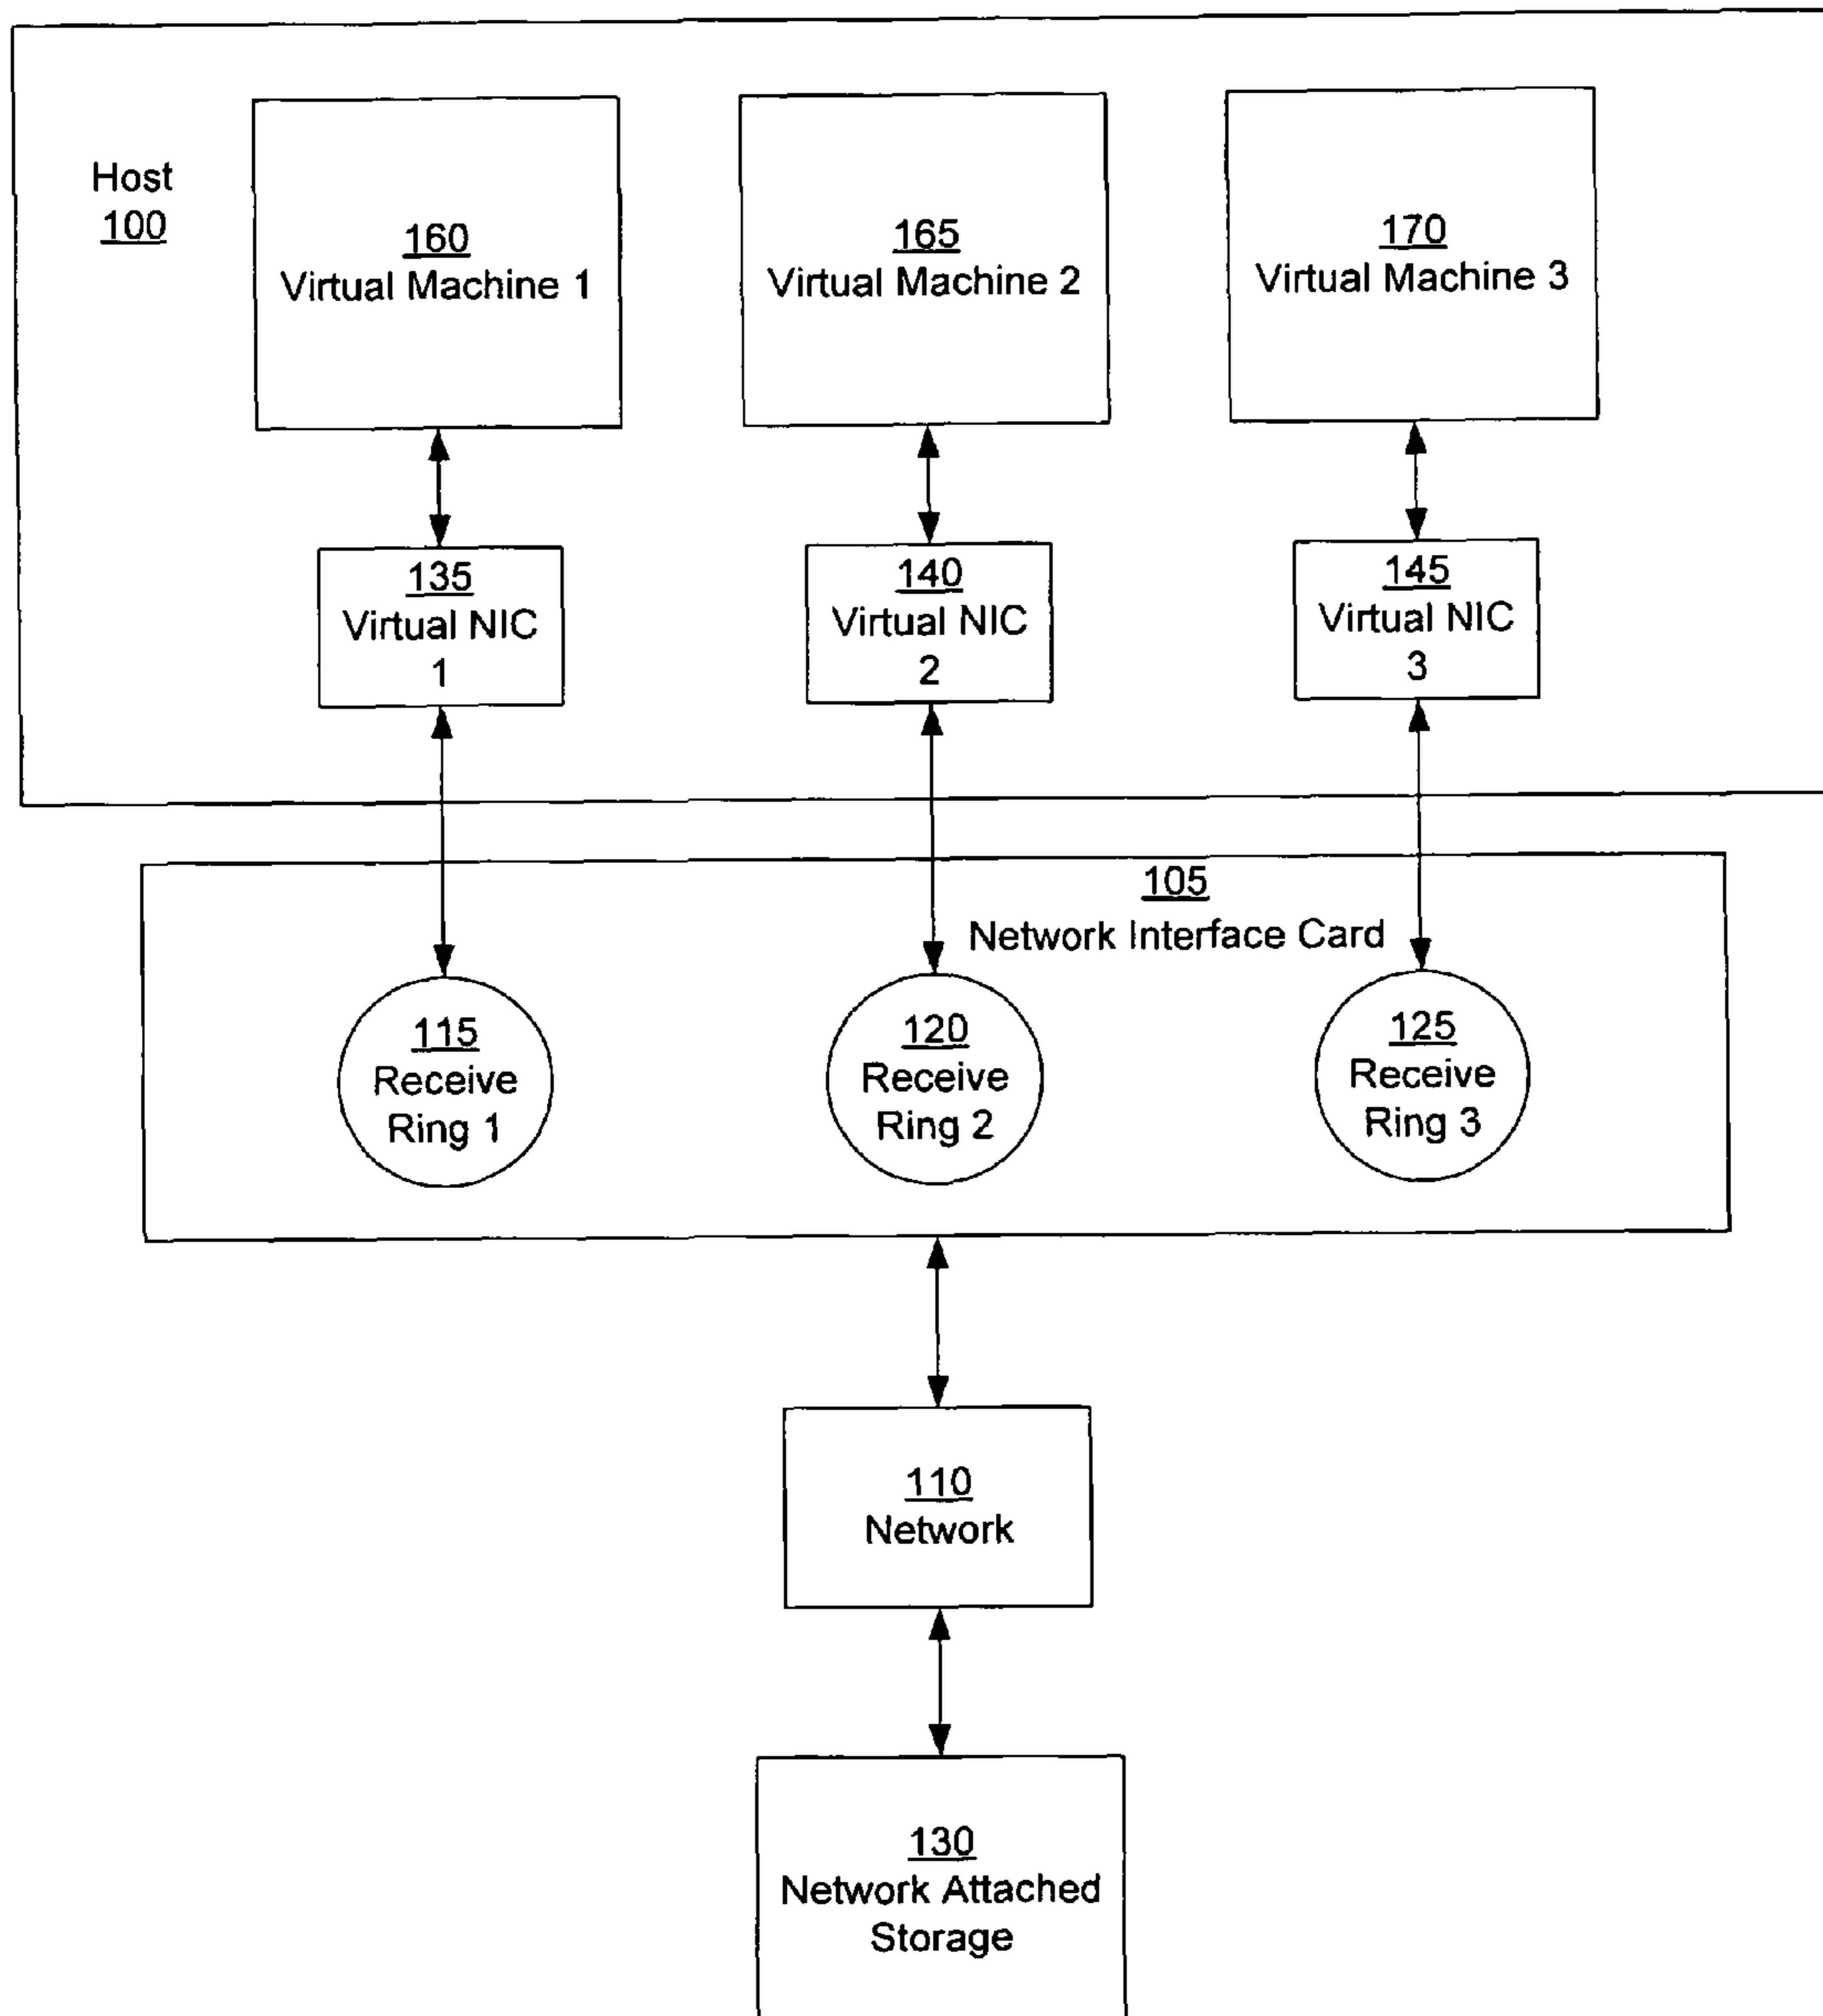 Host
100
160
Virtual Machine 1
165
Virtual Machine 2
170
Virtual Machine 3
135
Virtual NIC
1
140
Virtual NIC
2
145
Virtual NIC
3
105
Network Interface Card
115
Receive
Ring 1
120
Receive
Ring 2
125
Receive
Ring 3
110
Network
130
Network Attached
Storage